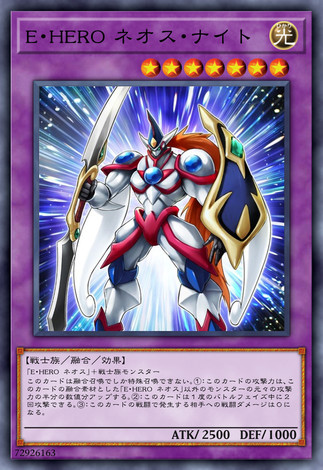 E・HERO ネオス・ナイト
光
【戦士族/融合/効果】
「E・HERO ネオス」+戦士族モンスター
このカードは融合召喚でしか特殊召喚できない。①:このカードの攻撃力は、こ
のカードの融合素材とした「E・HERO ネオス」以外のモンスターの元々の攻撃
力の半分の数値分アップする。②:このカードは1度のバトルフェイズ中に2
回攻撃できる。③:このカードの戦闘で発生する相手への戦闘ダメージは0に
なる。
ATK/ 2500 DEF/1000
72926163